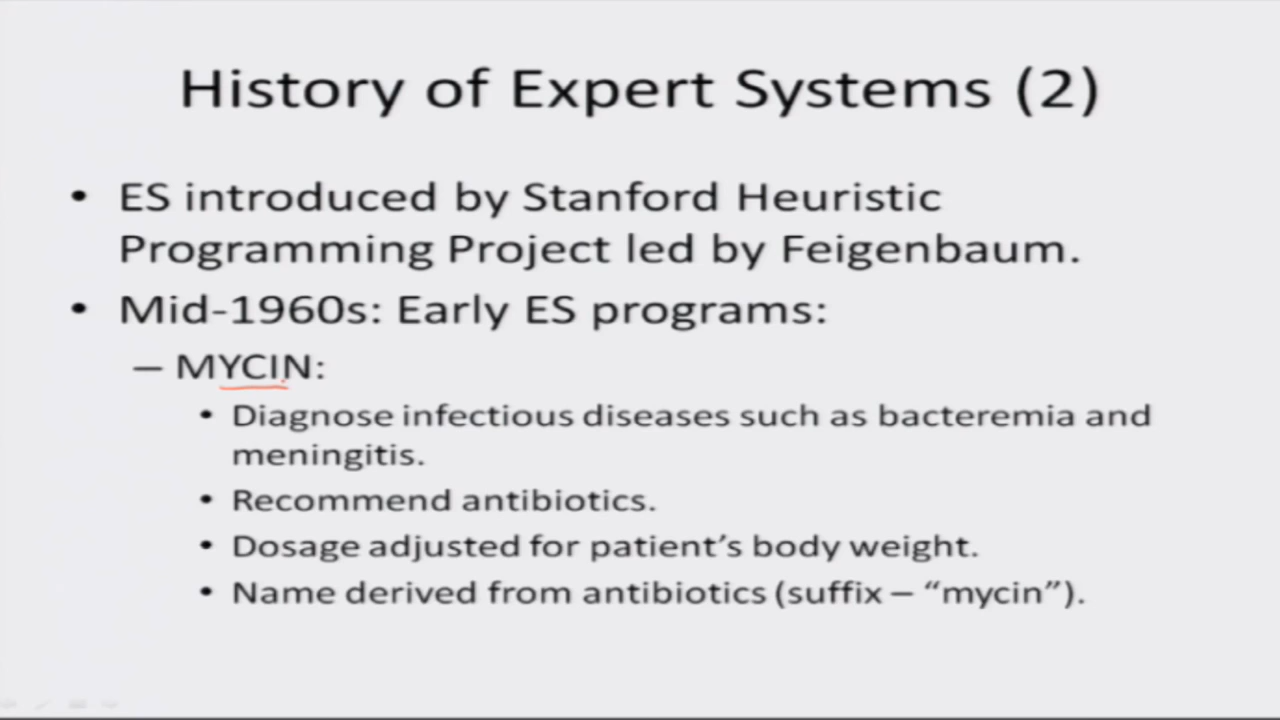 History of Expert Systems (2)
• ES introduced by Stanford Heuristic
Programming Project led by Feigenbaum.
• Mid-1960s: Early ES programs:
– MYCIN:
• Diagnose infectious diseases such as bacteremia and
meningitis.
• Recommend antibiotics.
• Dosage adjusted for patient’s body weight.
• Name derived from antibiotics (suffix – “mycin”).